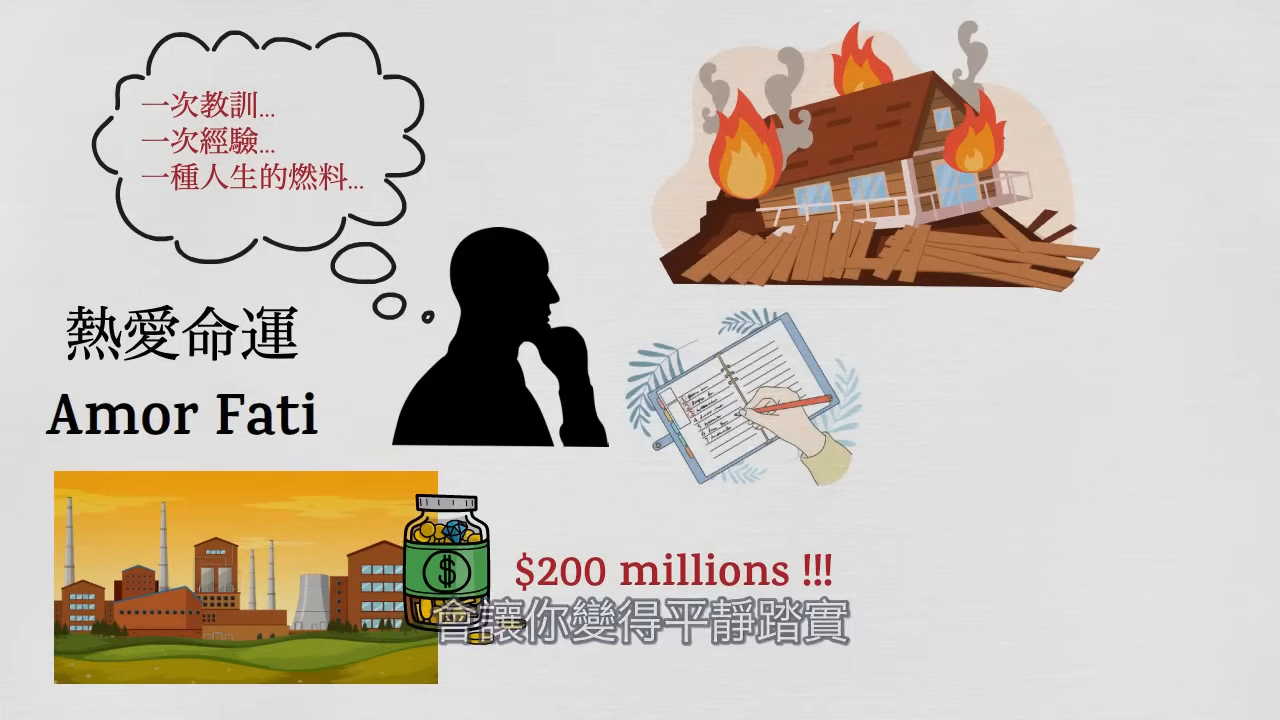 一次教訓...
一次經驗...
一種人生的燃料...
熱愛命運
Amor Fati
$
$200 millions !!!
會讓你變得平靜踏實